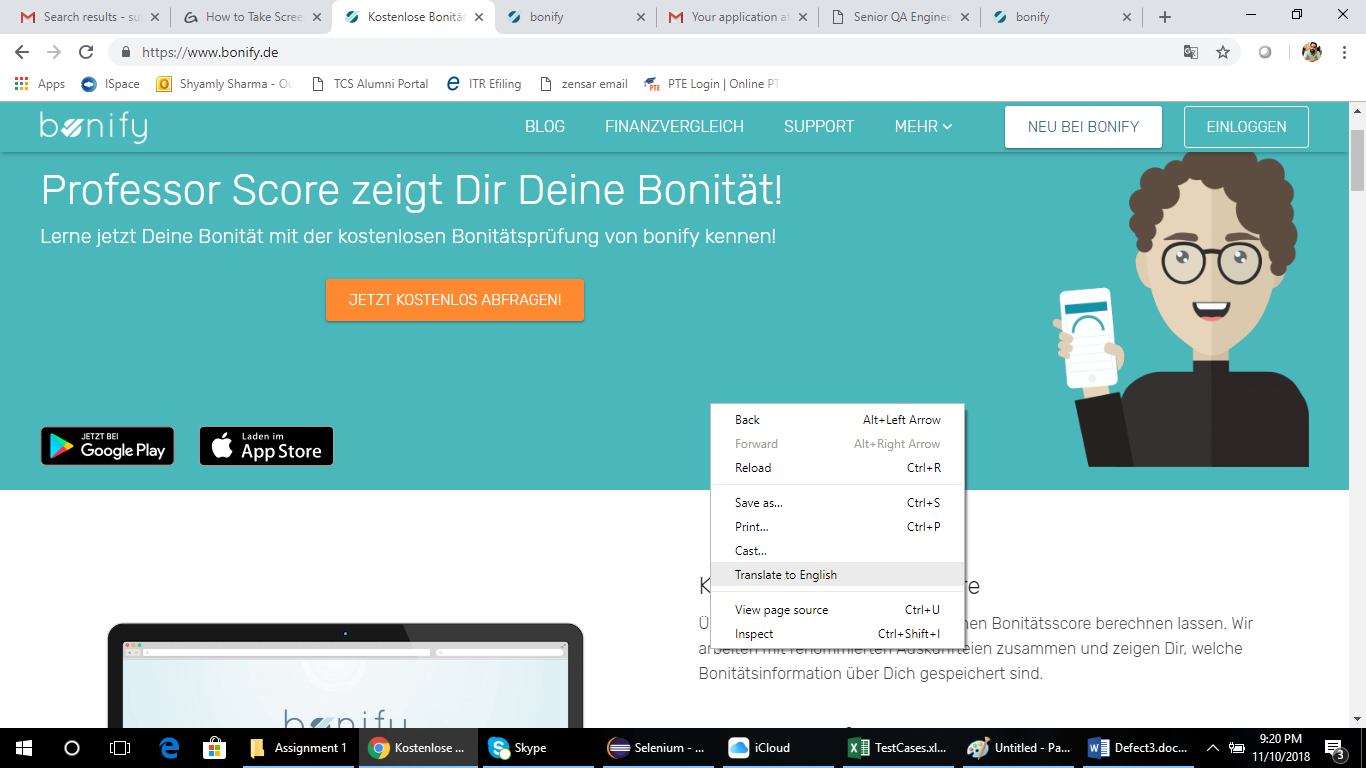 Search results - su
How to Take Scree
Kostenlose Bonität
bonify
Your application at
Senior QA Enginee
bonify
https://www.bonify.de
Apps
ISpace
Shyamly Sharma - Ou
TCS Alumni Portal
ITR Efiling
zensar email
PTE Login | Online PT
bonify
BLOG
FINANZVERGLEICH
SUPPORT
MEHR
NEU BEI BONIFY
EINLOGGEN
Professor Score zeigt Dir Deine Bonität!
Lerne jetzt Deine Bonität mit der kostenlosen Bonitätsprüfung von bonify kennen!
JETZT KOSTENLOS ABFRAGEN!
JETZT BEI
Google Play
Laden im
App Store
Back Alt+Left Arrow
Forward Alt+Right Arrow
Reload Ctrl+R
Save as... Ctrl+S
Print... Ctrl+P
Cast...
Translate to English
View page source Ctrl+U
Inspect Ctrl+Shift+I
Bonitätsscore berechnen lassen. Wir
arbeiten mit renommierten Auskunfteien zusammen und zeigen Dir, welche
Bonitätsinformation über Dich gespeichert sind.
bonify
Assignment 1
Kostenlose ...
Skype
Selenium - ...
iCloud
TestCases.xl...
Untitled - Pa...
Defect3.doc...
9:20 PM
11/10/2018
3